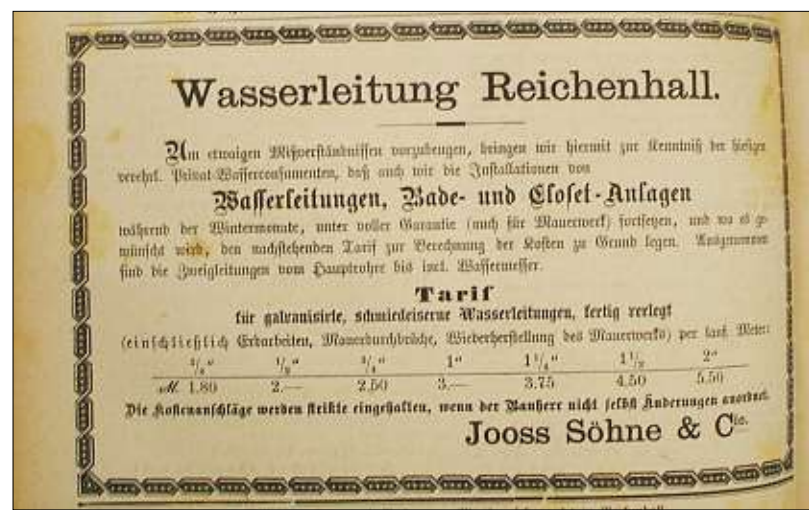 Wasserleitung Reichenhall.
Um etwaigen Mißverständnissen vorzubeugen, bringen wir hiermit zur Kenntniß der hiesigen
verehrl. Privat-Wasserconsumenten, daß auch wir die Installationen von
Wasserleitungen, Bade- und Closet-Anlagen
während der Wintermonate, unter voller Garantie (auch für Mauerwerk) fortsetzen, und wo es ge
wünscht wird, den nachstehenden Tarif zur Berechnung der Kosten zu Grund legen. Ausgenommen
sind die Zweigleitungen vom Hauptrohre bis incl. Wassermesser.
Tarif
für galvanisirte, schmiedeiserne Wasserleitungen, fertig verlegt
(einschließlich Erdarbeiten, Mauerdurchbrüche, Wiederherstellung des Mauerwerks) per lauf. Meter:
1/2" 3/4" 1" 1 1/4" 1 1/2 2"
M. 1.80 2.— 2.50 3.— 3.75 4.50 5.50
Die Kostenanschläge werden strikte eingehalten, wenn der Bauherr nicht selbst Änderungen anordnet.
Jooss Söhne & Cie.